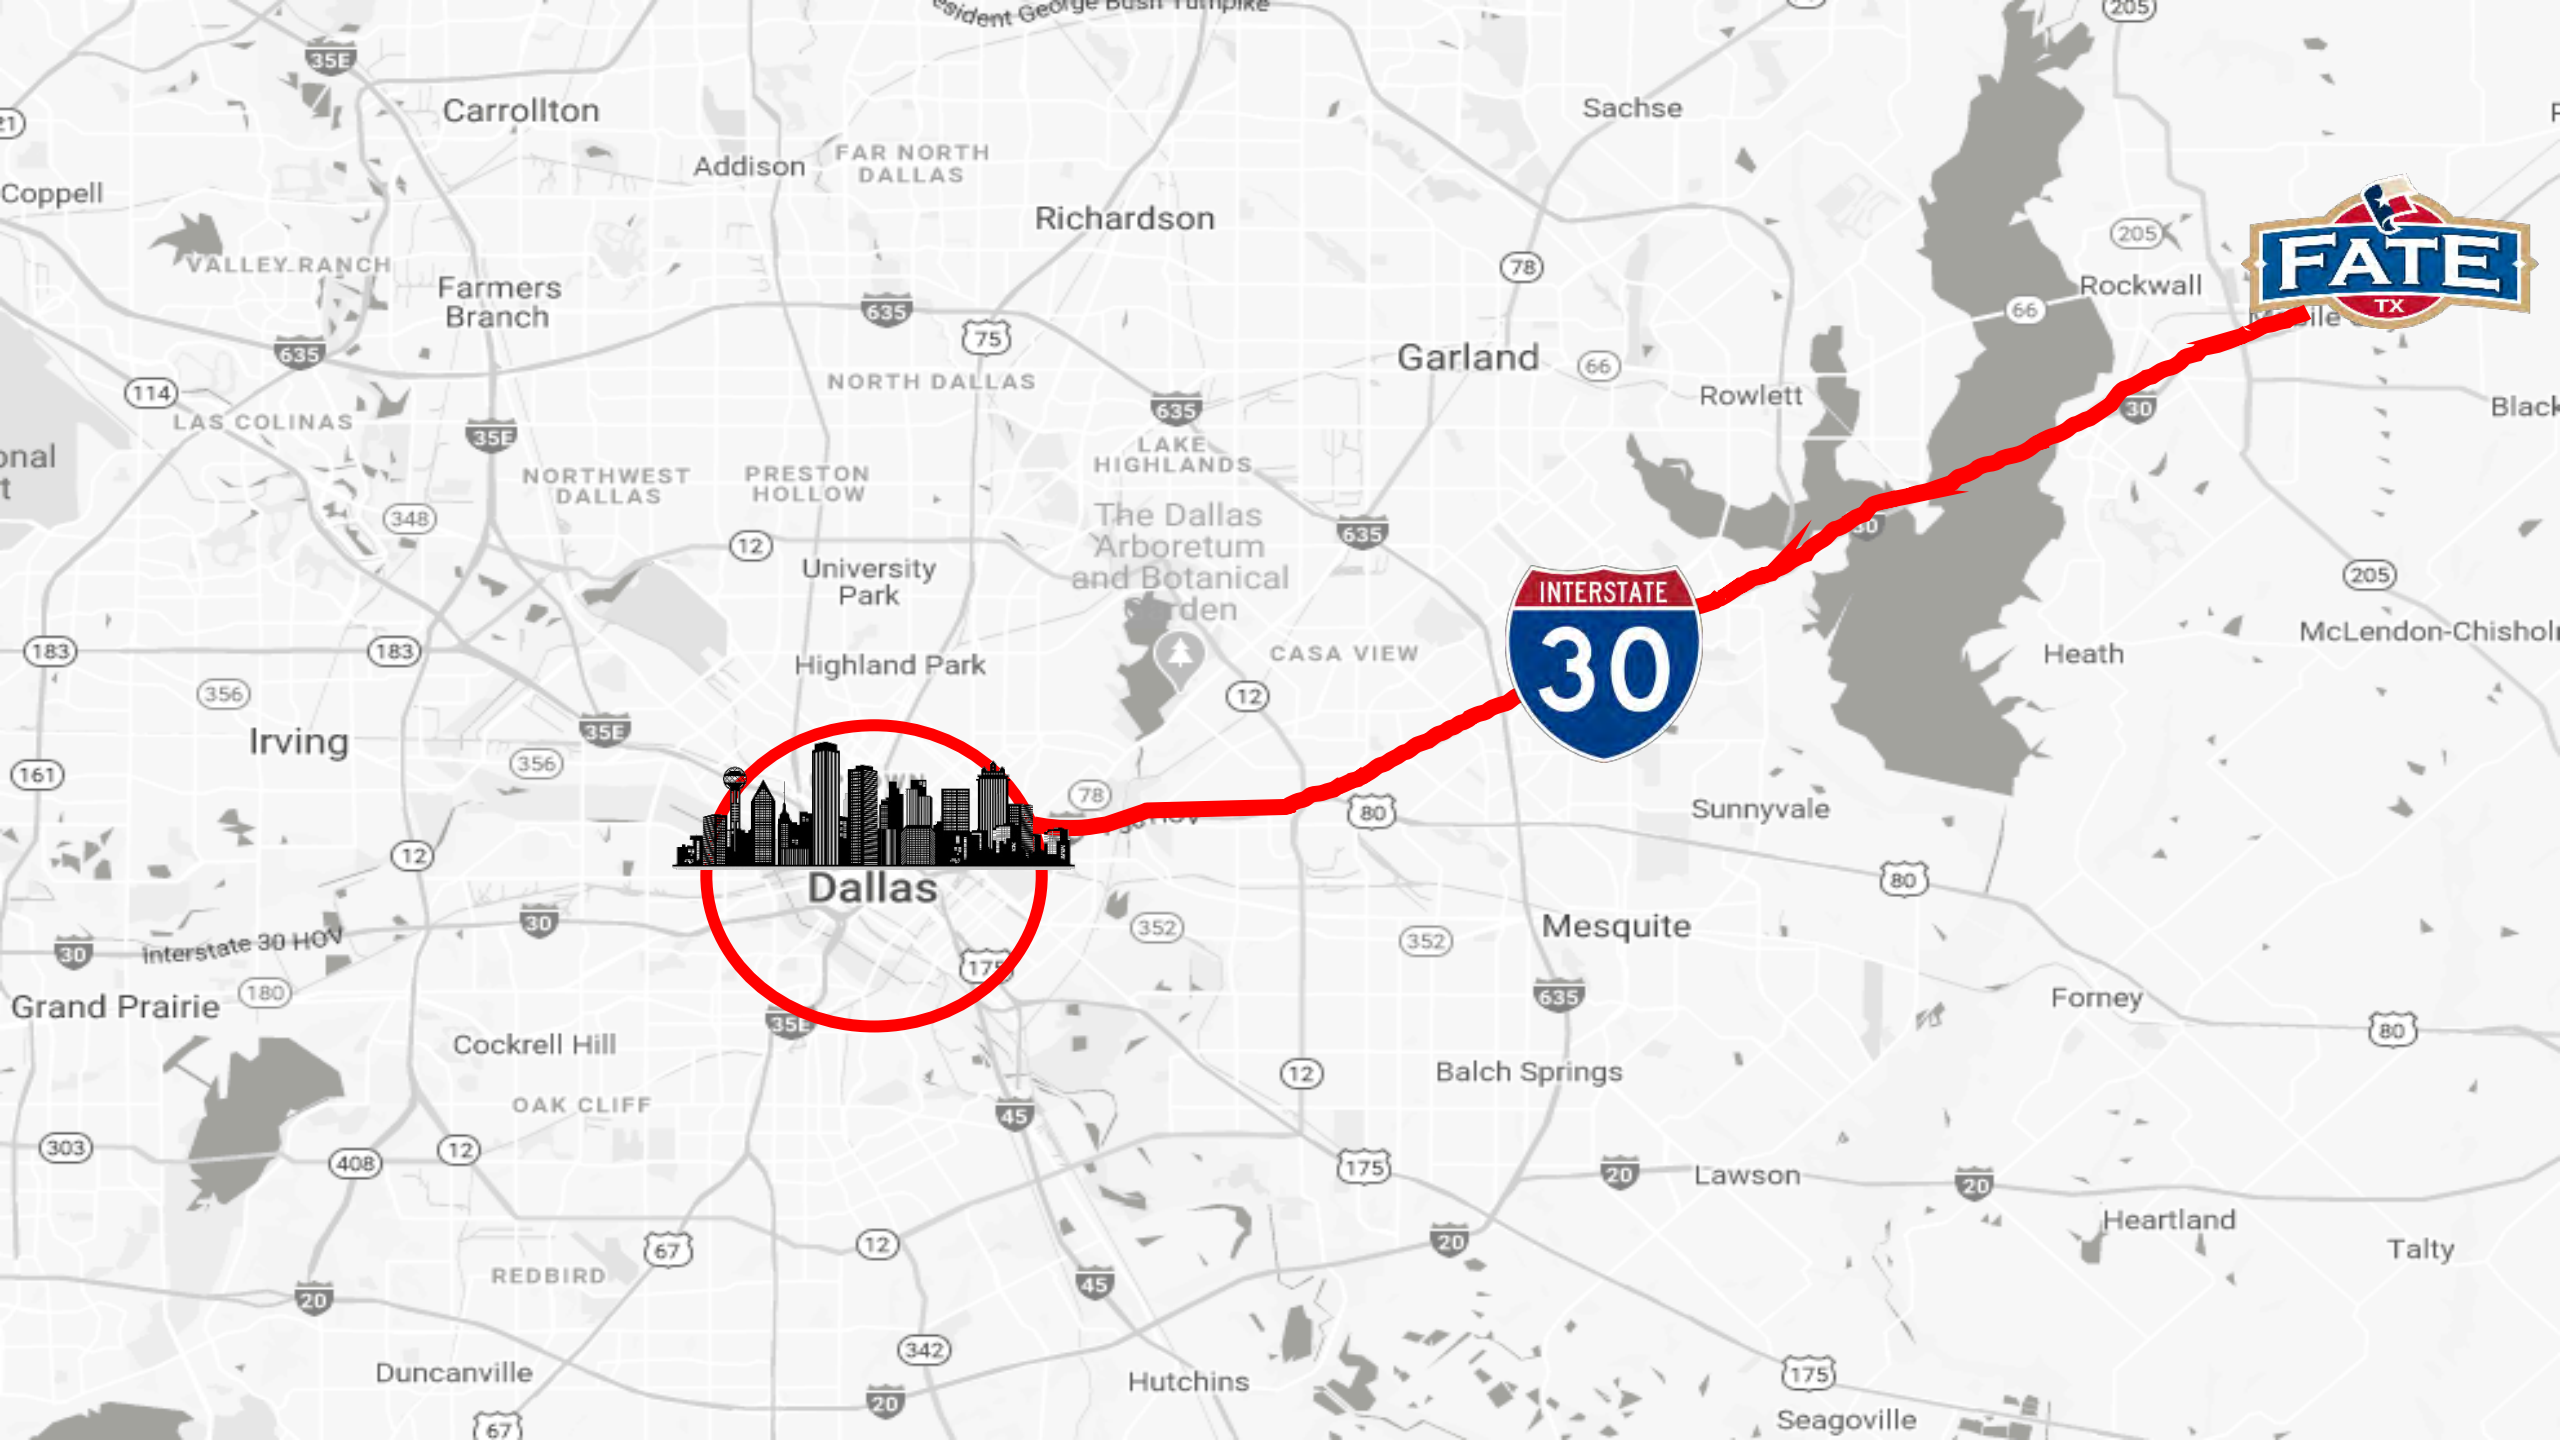 esident George Bush Turnpike
205
35E
Carrollton
Sachse
21
Addison
FAR NORTH
DALLAS
Coppell
Richardson
205
FATE
TX
VALLEY RANCH
78
Rockwall
Farmers
Branch
635
66
75
635
Garland
66
NORTH DALLAS
114
Rowlett
635
30
Black
LAS COLINAS
35E
LAKE
HIGHLANDS
onal
t
NORTHWEST
DALLAS
PRESTON
HOLLOW
348
The Dallas
Arboretum
and Botanical
Garden
635
30
12
University
Park
205
INTERSTATE
30
McLendon-Chishol
183
183
Highland Park
CASA VIEW
Heath
356
12
35E
Irving
356
161
78
80
Sunnyvale
HOV
12
Dallas
80
30
352
352
Mesquite
30
Interstate 30 HOV
175
180
635
Forney
Grand Prairie
35E
80
Cockrell Hill
12
Balch Springs
OAK CLIFF
45
303
408
12
175
20
Lawson
20
Heartland
67
12
20
Talty
REDBIRD
45
20
342
Duncanville
Hutchins
175
20
67
Seagoville